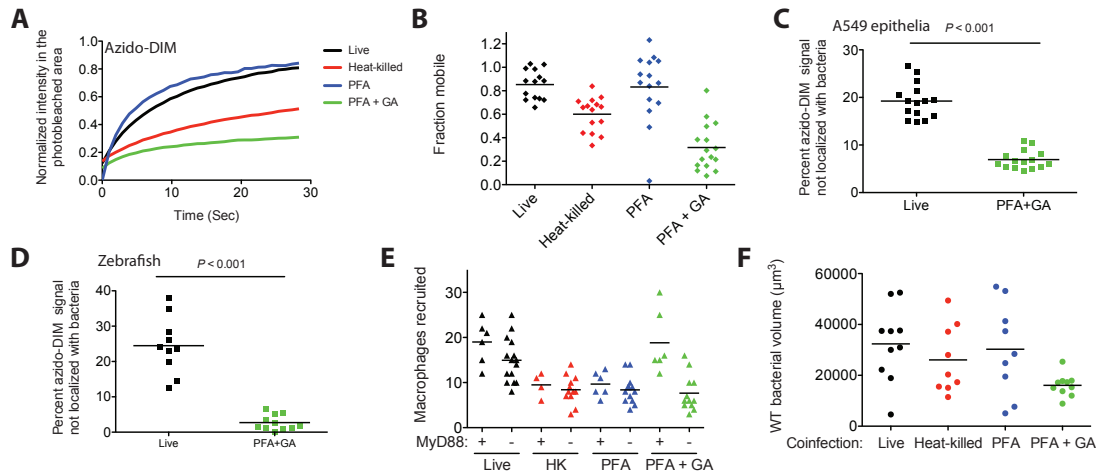 A
Azido-DIM
Normalized intensity in the
photobleached area
1.0
0.8
0.6
0.4
0.2
0.0
0 10 20 30
Time (Sec)
Live
Heat-killed
PFA
PFA + GA
B
Fraction mobile
1.2
1.0
0.8
0.6
0.4
0.2
0.0
Live
Heat-killed
PFA
PFA + GA
C
A549 epithelia
P < 0.001
Percent azido-DIM signal
not localized with bacteria
30
20
10
0
Live PFA+GA
D
Zebrafish
P < 0.001
Percent azido-DIM signal
not localized with bacteria
40
30
20
10
0
Live PFA+GA
E
Macrophages recruited
30
20
10
0
MyD88: + - + - + - + -
Live HK PFA PFA + GA
F
WT bacterial volume (µm³)
60000
40000
20000
0
Coinfection: Live Heat-killed PFA PFA + GA